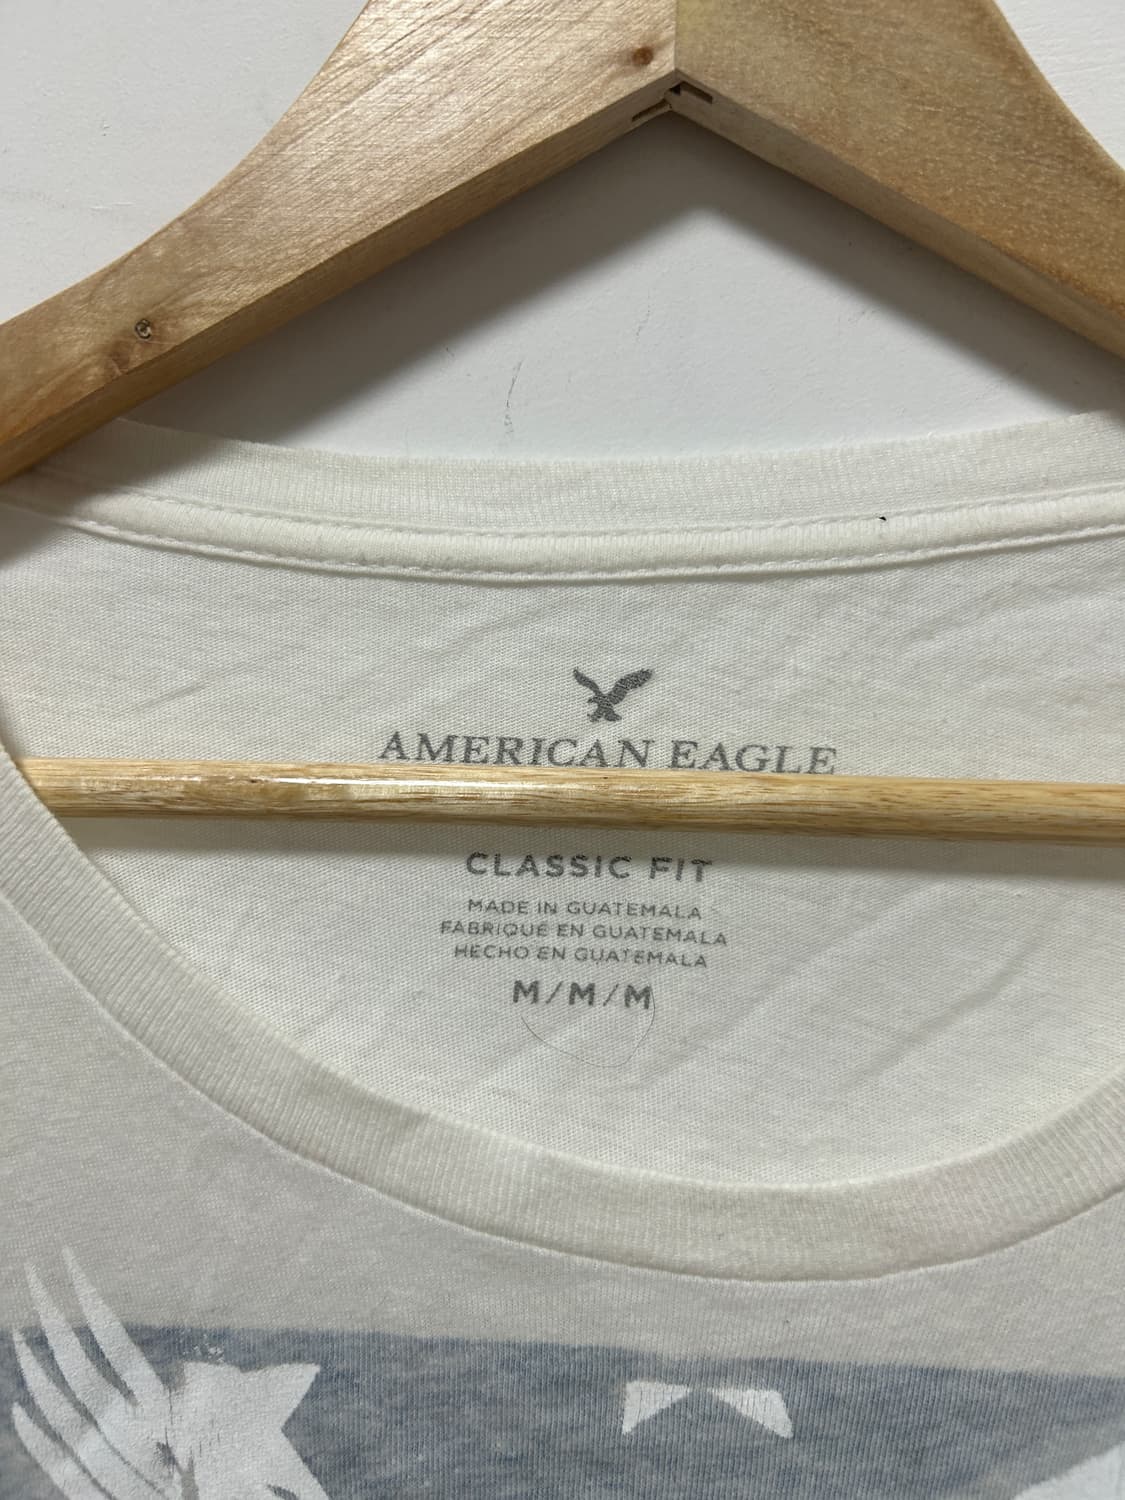 AMERICAN EAGLE
CLASSIC FIT
MADE IN GUATEMALA
FABRIQUÉ EN GUATEMALA
HECHO EN GUATEMALA
M/M/M